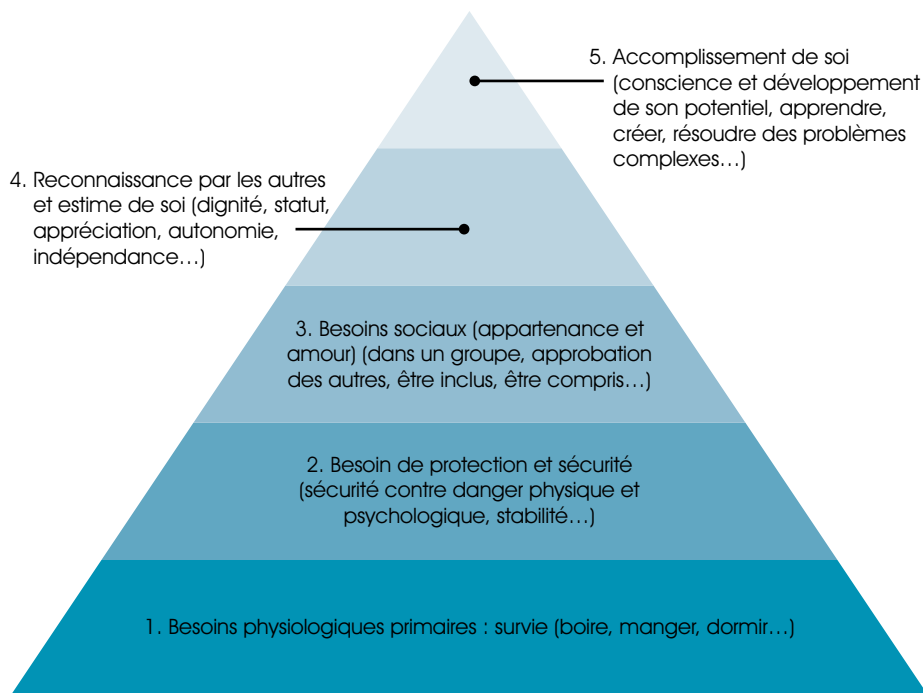 5. Accomplissement de soi
(conscience et développement
de son potentiel, apprendre,
créer, résoudre des problèmes
complexes…)
4. Reconnaissance par les autres
et estime de soi (dignité, statut,
appréciation, autonomie,
indépendance…)
3. Besoins sociaux (appartenance et
amour) (dans un groupe, approbation
des autres, être inclus, être compris…)
2. Besoin de protection et sécurité
(sécurité contre danger physique et
psychologique, stabilité…)
1. Besoins physiologiques primaires : survie (boire, manger, dormir…)